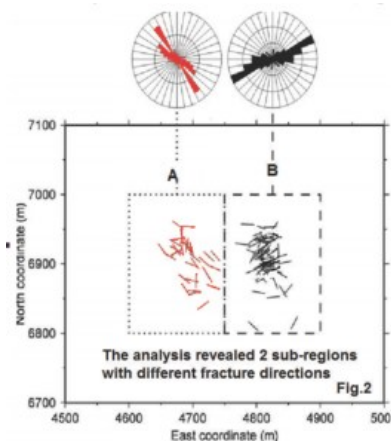 7100
A
B
7000
North coordinate (m)
6900
6800
The analysis revealed 2 sub-regions
with different fracture directions
Fig.2
6700
4500 4600 4700 4800 4900 500
East coordinate (m)